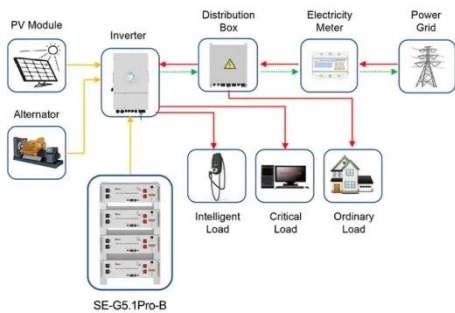 PV Module
Inverter
Distribution
Box
Electricity
Meter
Power
Grid
Alternator
Intelligent
Load
Critical
Load
Ordinary
Load
SE-G5.1Pro-B